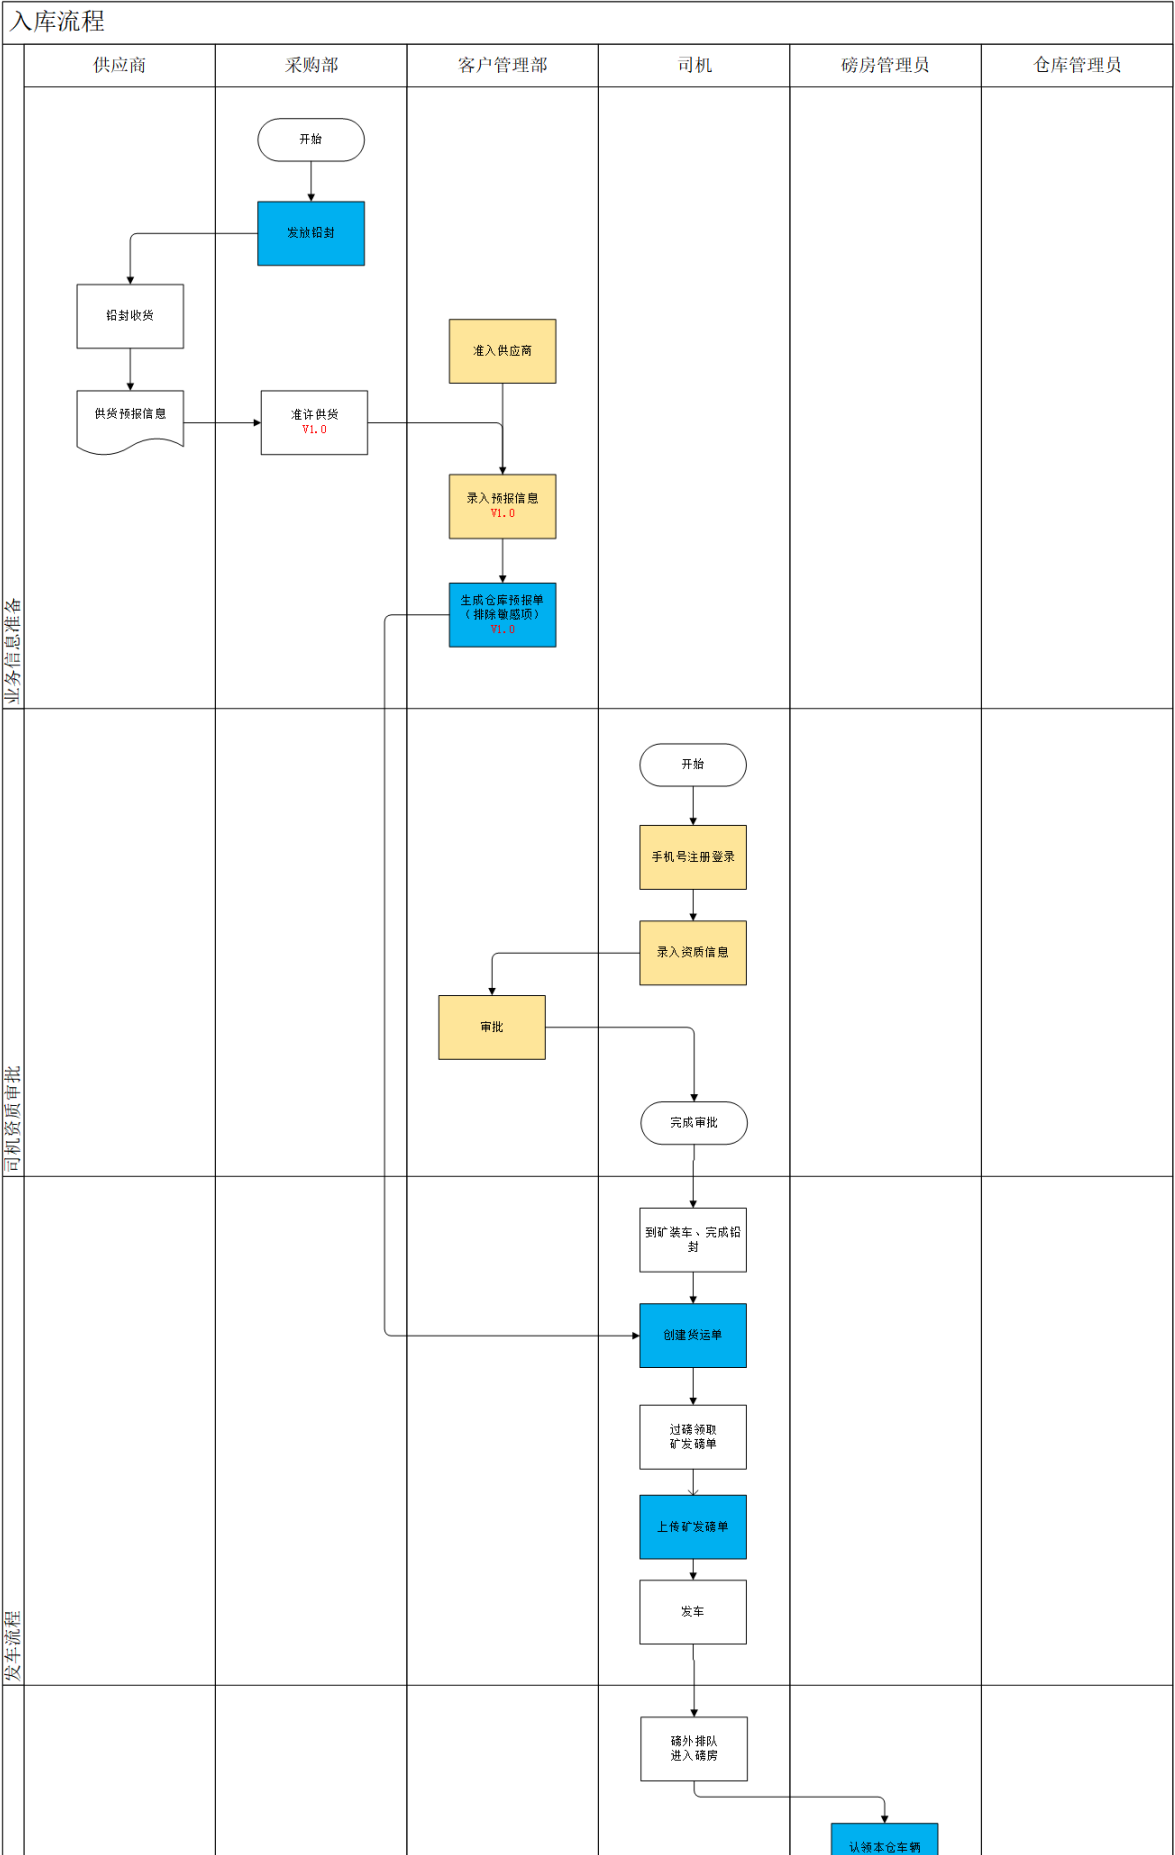 入库流程
供应商
采购部
客户管理部
司机
磅房管理员
仓库管理员
业务信息准备
开始
发放铅封
铅封收货
准入供应商
供货预报信息
准许供货
V1.0
录入预报信息
V1.0
生成仓库预报单
（排除敏感项）
V1.0
司机资质审批
开始
手机号注册登录
录入资质信息
审批
完成审批
发车流程
到矿装车、完成铅
封
创建货运单
过磅领取
矿发磅单
上传矿发磅单
发车
磅外排队
进入磅房
认领本仓车辆